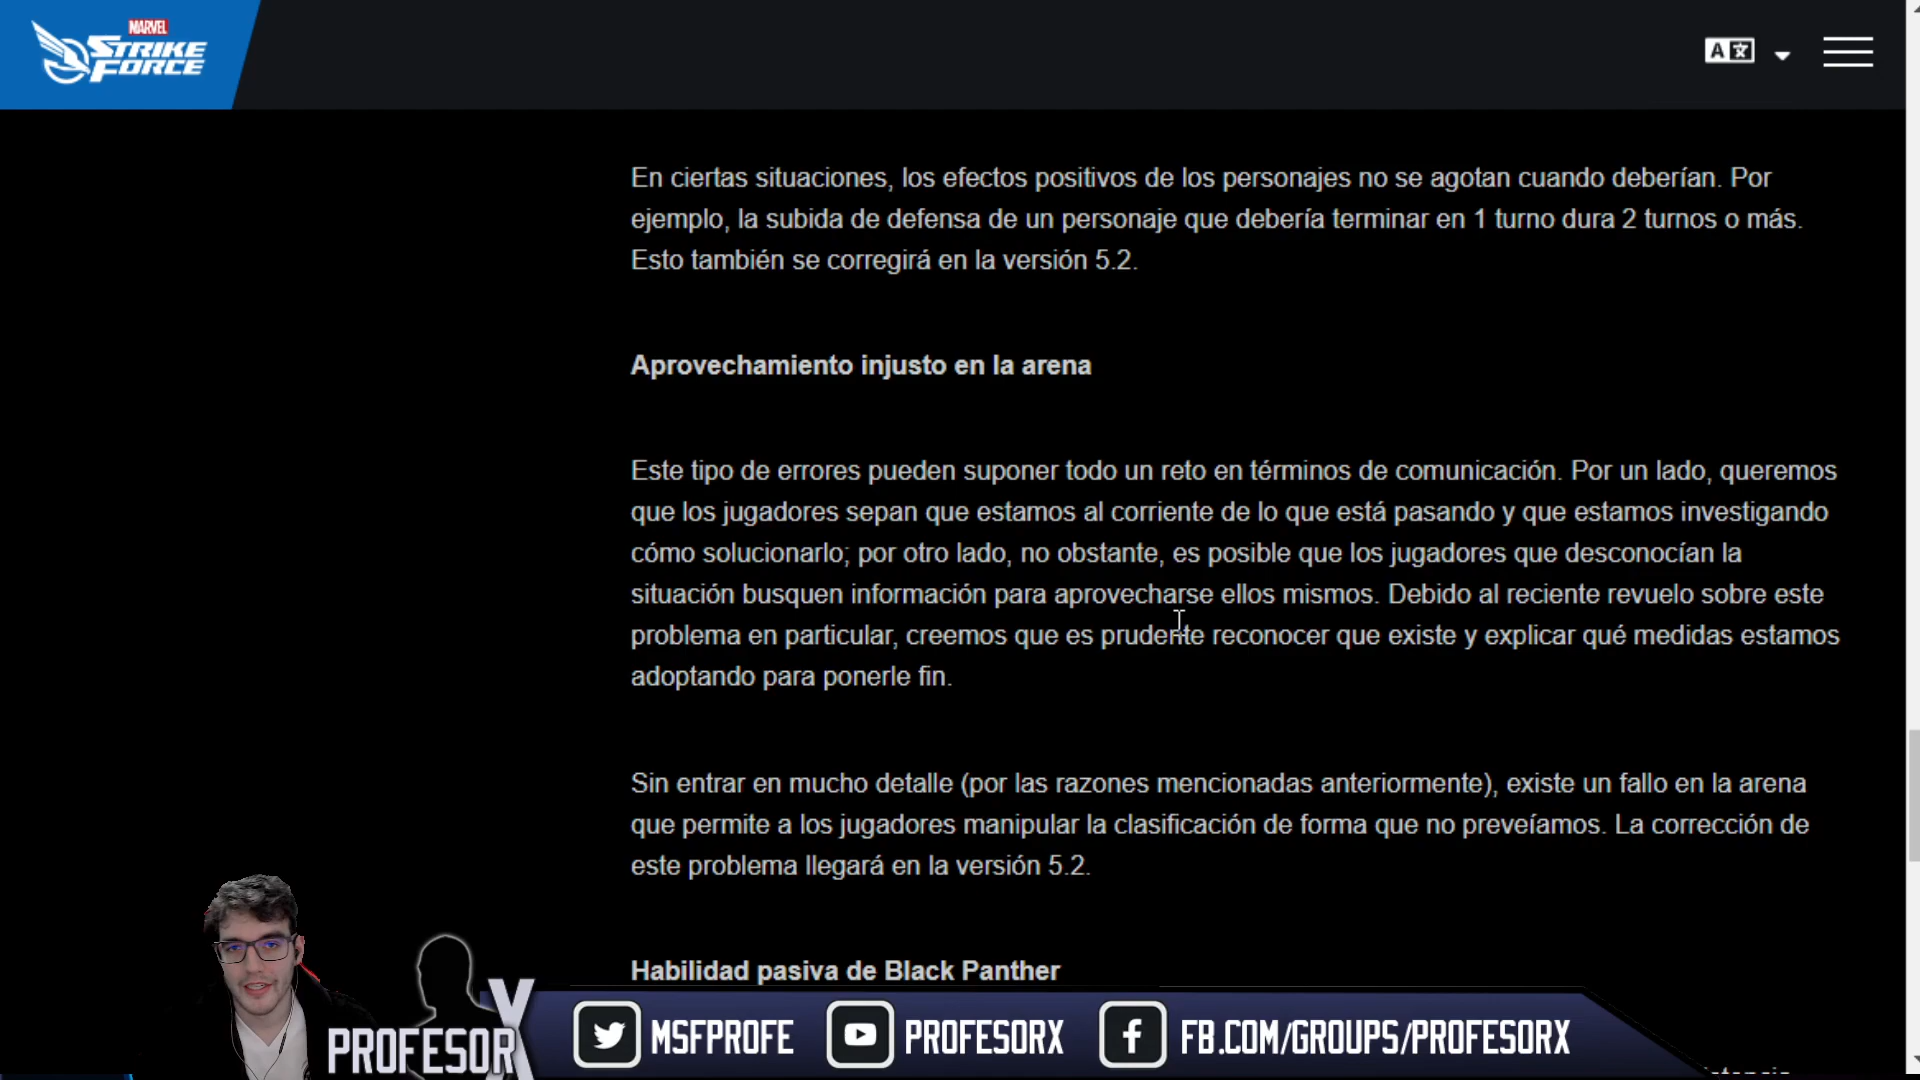 MARVEL
STRIKE
FORCE
En ciertas situaciones, los efectos positivos de los personajes no se agotan cuando deberían. Por
ejemplo, la subida de defensa de un personaje que debería terminar en 1 turno dura 2 turnos o más.
Esto también se corregirá en la versión 5.2.
Aprovechamiento injusto en la arena
Este tipo de errores pueden suponer todo un reto en términos de comunicación. Por un lado, queremos
que los jugadores sepan que estamos al corriente de lo que está pasando y que estamos investigando
cómo solucionarlo; por otro lado, no obstante, es posible que los jugadores que desconocían la
situación busquen información para aprovecharse ellos mismos. Debido al reciente revuelo sobre este
problema en particular, creemos que es prudente reconocer que existe y explicar qué medidas estamos
adoptando para ponerle fin.
Sin entrar en mucho detalle (por las razones mencionadas anteriormente), existe un fallo en la arena
que permite a los jugadores manipular la clasificación de forma que no preveíamos. La corrección de
este problema llegará en la versión 5.2.
Habilidad pasiva de Black Panther
PROFESOR X
MSFPROFE
PROFESORX
FB.COM/GROUPS/PROFESORX